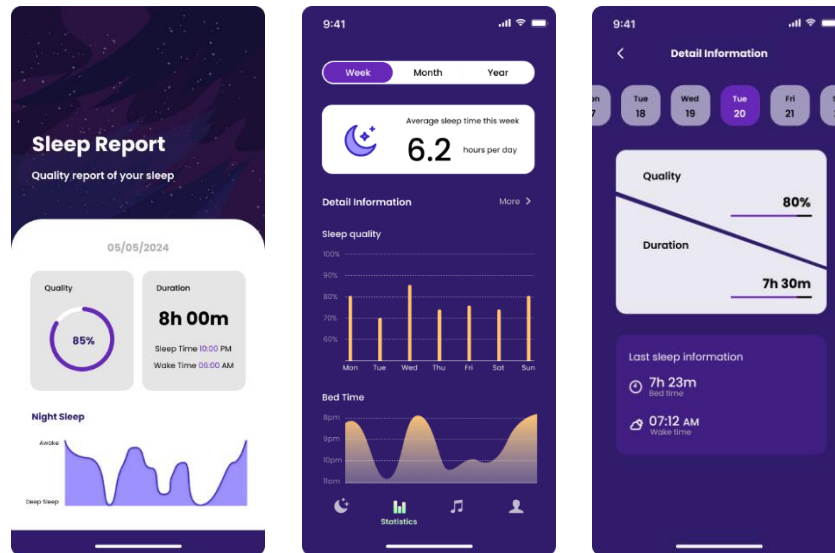 Sleep Report
Quality report of your sleep
05/05/2024
Quality
85%
Duration
8h 00m
Sleep Time 10:00 PM
Wake Time 06:00 AM
Night Sleep
Awake
Deep Sleep
9:41
Week Month Year
Average sleep time this week
6.2 hours per day
Detail Information More >
Sleep quality
100%
90%
80%
70%
60%
Mon Tue Wed Thu Fri Sat Sun
Bed Time
8pm
9pm
10pm
11am
Statistics
9:41
< Detail Information
Tue Wed Tue Fri
7 18 19 20 21
Quality
80%
Duration
7h 30m
Last sleep information
7h 23m
Bed time
07:12 AM
Wake time